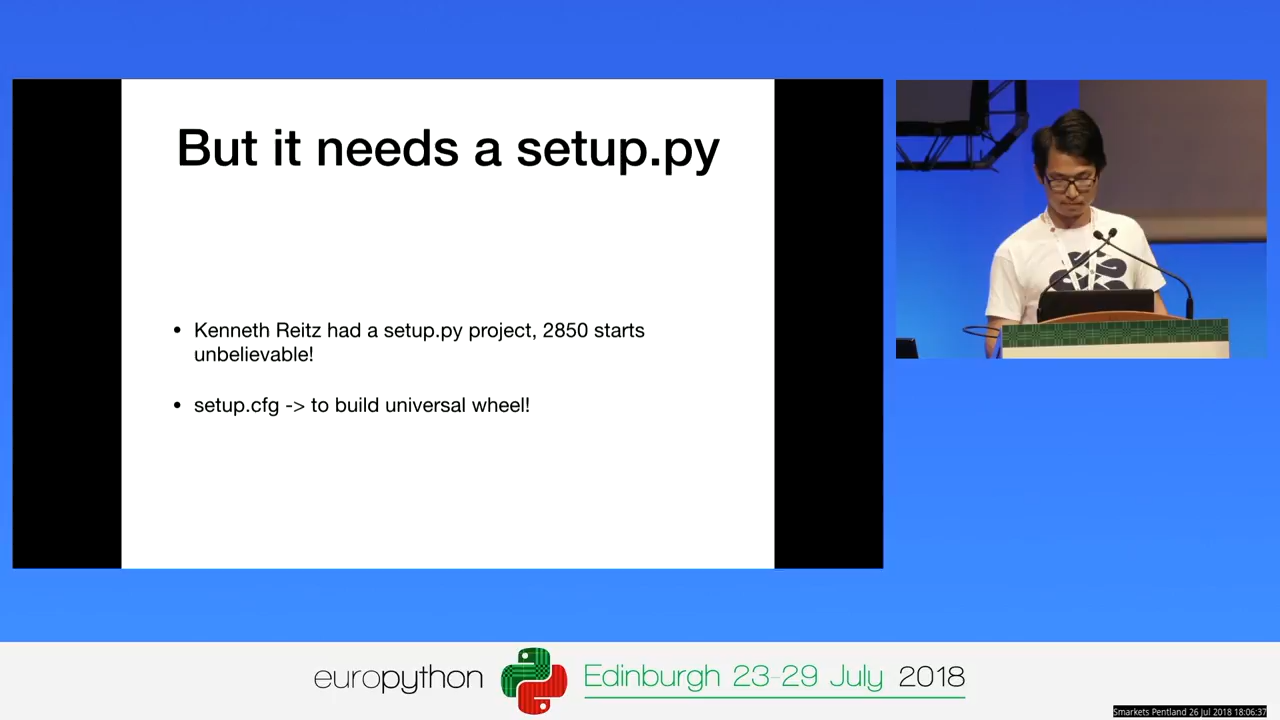 But it needs a setup.py
• Kenneth Reitz had a setup.py project, 2850 starts
unbelievable!
• setup.cfg -> to build universal wheel!
europython
Edinburgh 23-29 July 2018
Smarkets Pentland 26 Jul 2018 18:06:37